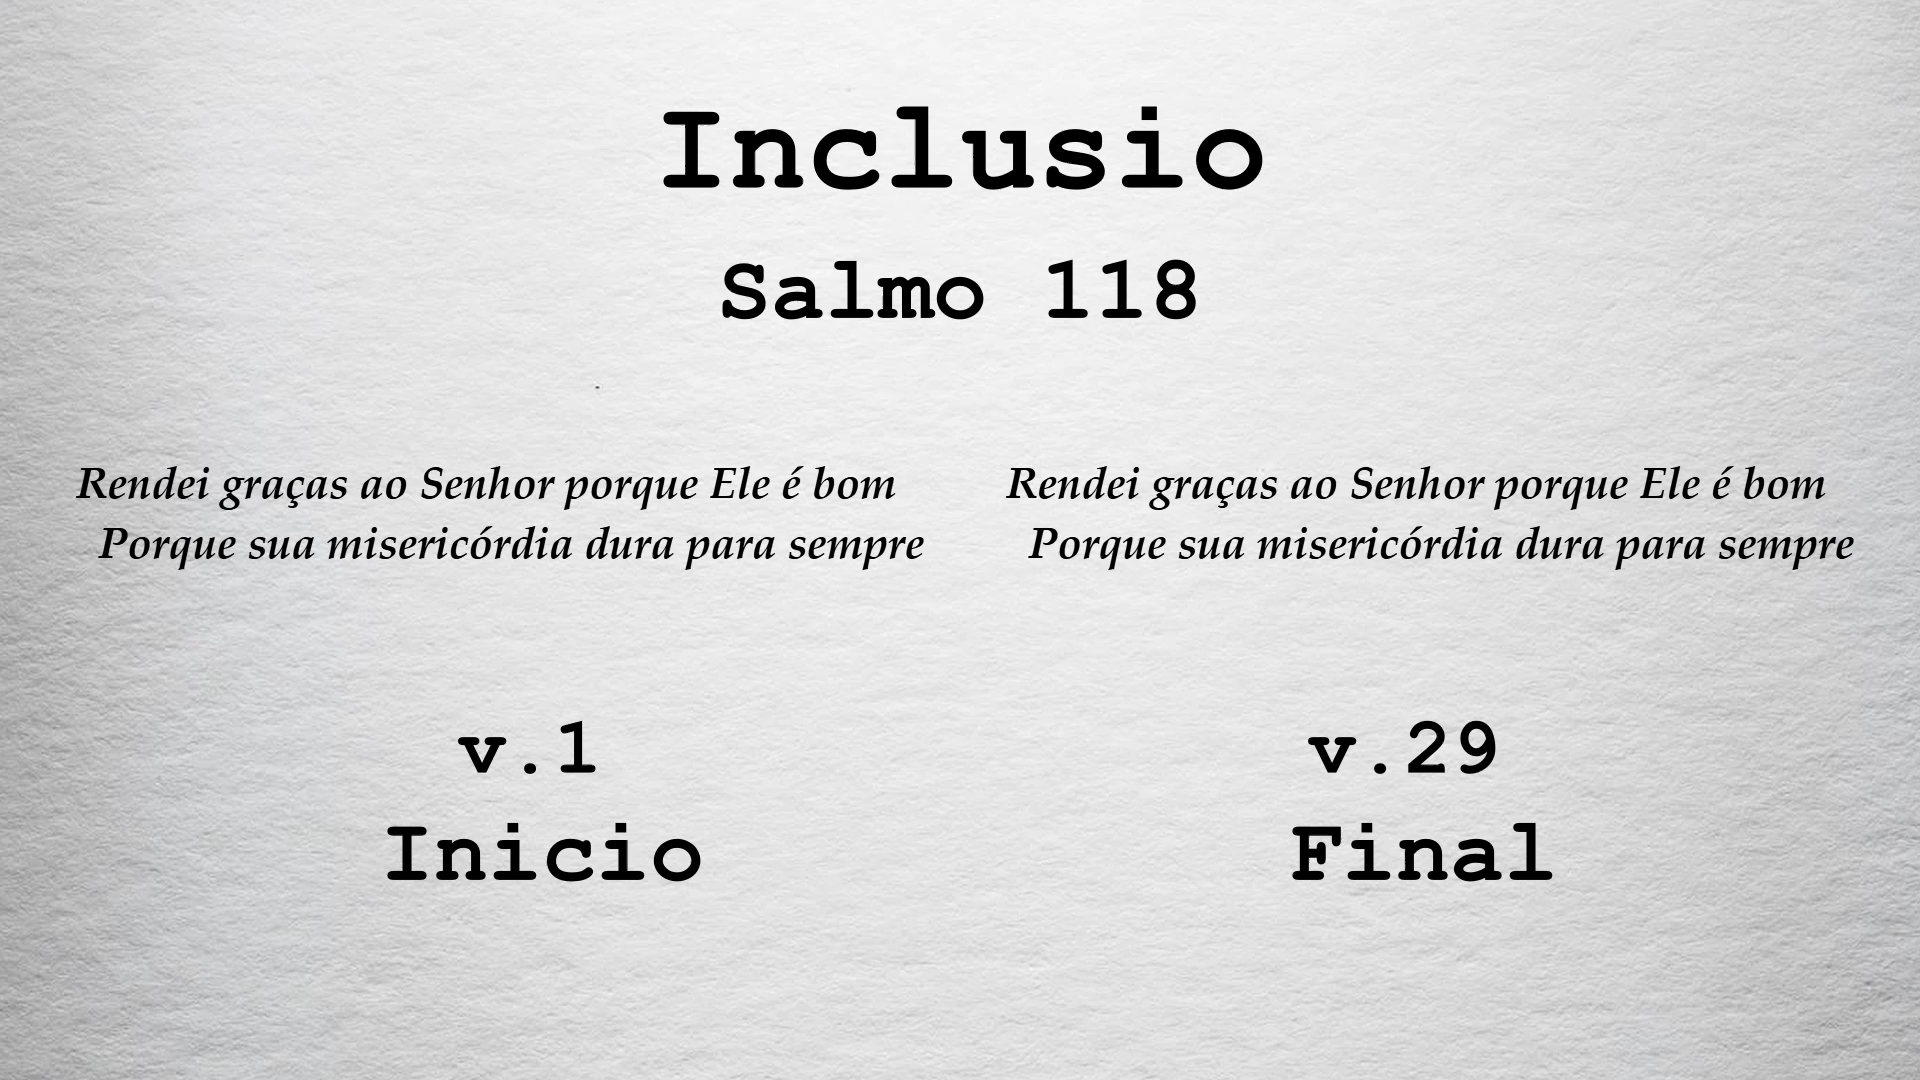 Inclusio
Salmo 118
Rendei graças ao Senhor porque Ele é bom
Porque sua misericórdia dura para sempre
Rendei graças ao Senhor porque Ele é bom
Porque sua misericórdia dura para sempre
v.1
Inicio
v.29
Final